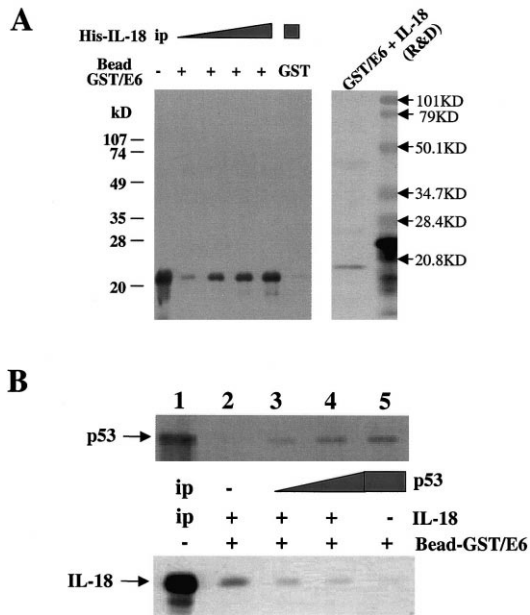 A
His-IL-18 ip
Bead
GST/E6 - + + + + GST
kD
107
74
49
35
28
20
GST/E6 + IL-18
(R&D)
101KD
79KD
50.1KD
34.7KD
28.4KD
20.8KD
B
1 2 3 4 5
p53
ip - p53
ip + + + - IL-18
- + + + + Bead-GST/E6
IL-18